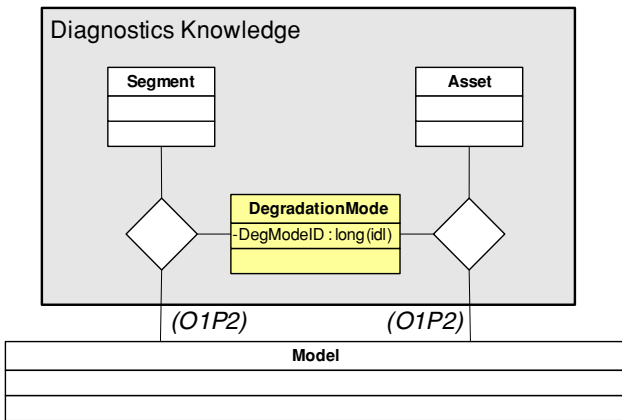 Diagnostics Knowledge
Segment
Asset
DegradationMode
-DegModeID : long(idl)
(O1P2)
(O1P2)
Model